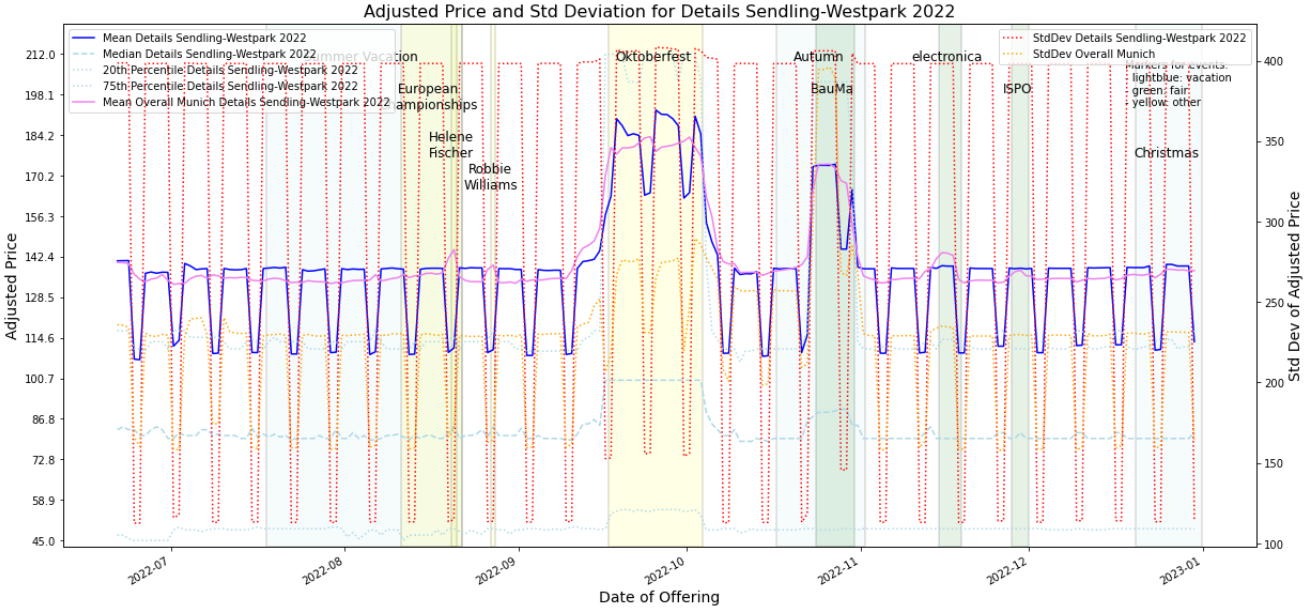 Adjusted Price and Std Deviation for Details Sendling-Westpark 2022
Mean Details Sendling-Westpark 2022
Median Details Sendling-Westpark 2022
20th Percentile Details Sendling-Westpark 2022
75th Percentile Details Sendling-Westpark 2022
Mean Overall Munich Details Sendling-Westpark 2022
StdDev Details Sendling-Westpark 2022
StdDev Overall Munich
Vacation
European
Helene
Fischer
Robbie
Williams
Oktoberfest
Autumn
BauMa
electronica
ISPO
Christmas
Markers for events:
lightblue: vacation
green: fair
- yellow: other
Adjusted Price
212.0
198.1
184.2
170.2
156.3
142.4
128.5
114.6
100.7
86.8
72.8
58.9
45.0
Std Dev of Adjusted Price
400
350
300
250
200
150
100
2022-07
2022-08
2022-09
2022-10
2022-11
2022-12
2023-01
Date of Offering